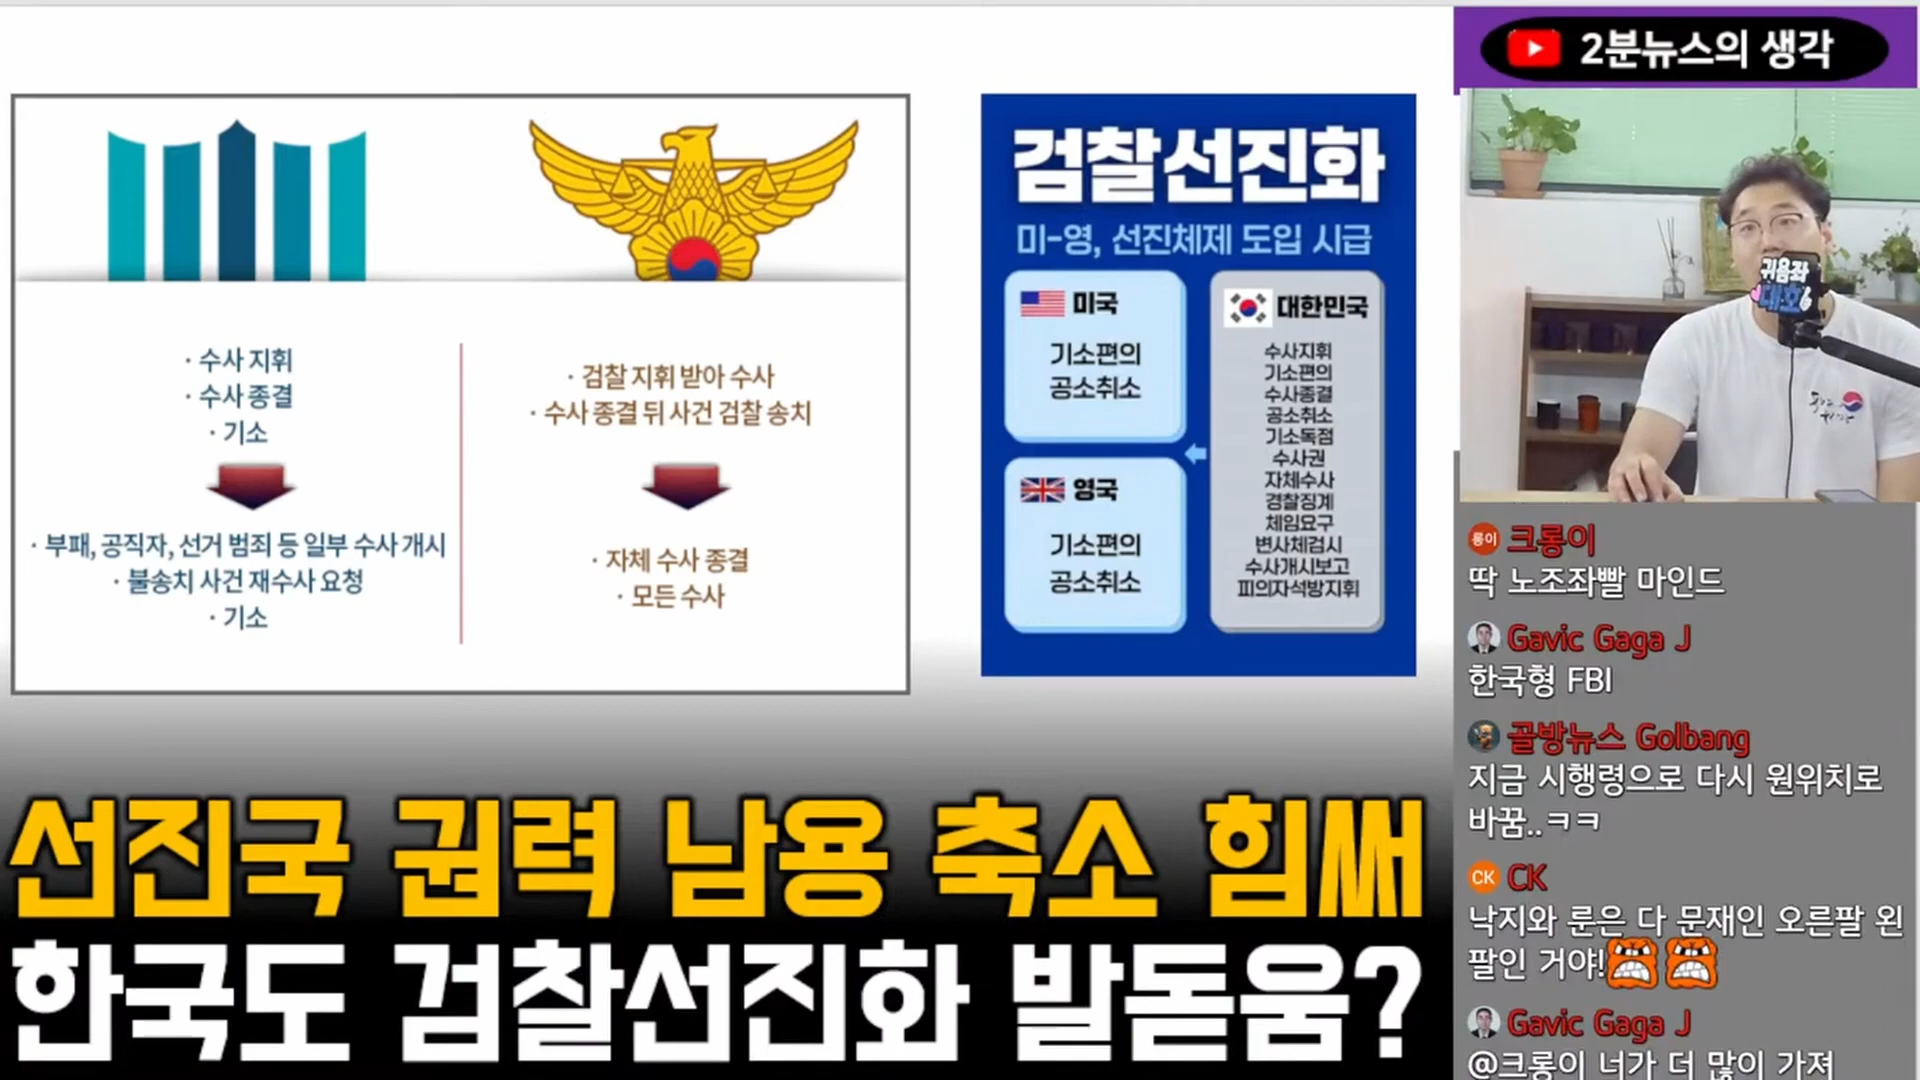 2분뉴스의 생각
· 수사 지휘
· 수사 종결
· 기소
· 부패, 공직자, 선거 범죄 등 일부 수사 개시
· 불송치 사건 재수사 요청
· 기소
· 검찰 지휘 받아 수사
· 수사 종결 뒤 사건 검찰 송치
· 자체 수사 종결
· 모든 수사
검찰선진화
미-영, 선진체제 도입 시급
미국
기소편의
공소취소
영국
기소편의
공소취소
대한민국
수사지휘
기소편의
수사종결
공소취소
기소독점
수사권
자체수사
경찰징계
체임요구
변사체검시
수사개시보고
피의자석방지휘
선진국 권력 남용 축소 힘써
한국도 검찰선진화 발돋움?
귀욤좌
대호
롱이 크롱이
딱 노조좌빨 마인드
Gavic Gaga J
한국형 FBI
꼴방뉴스 Golbang
지금 시행령으로 다시 원위치로
바꿈..ㅋㅋ
CK CK
낙지와 룬은 다 문재인 오른팔 왼
팔인 거야!
Gavic Gaga J
@크롱이 너가 더 많이 가져